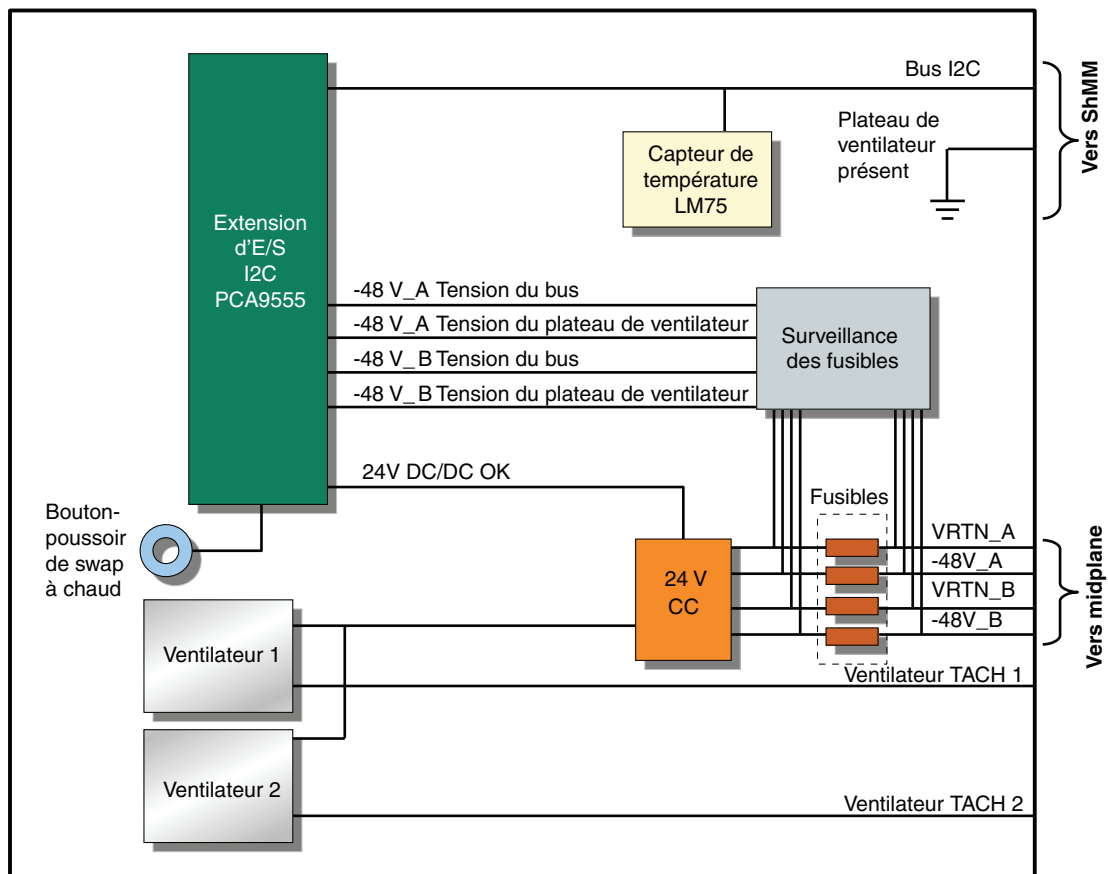 Bus I2C
Vers ShMM
Plateau de
ventilateur
présent
Capteur de
température
LM75
Extension
d'E/S
I2C
PCA9555
-48 V_A Tension du bus
-48 V_A Tension du plateau de ventilateur
-48 V_B Tension du bus
-48 V_B Tension du plateau de ventilateur
Surveillance
des fusibles
24V DC/DC OK
Fusibles
Bouton-
poussoir
de swap
à chaud
24 V
CC
VRTN_A
-48V_A
VRTN_B
-48V_B
Vers midplane
Ventilateur 1
Ventilateur TACH 1
Ventilateur 2
Ventilateur TACH 2